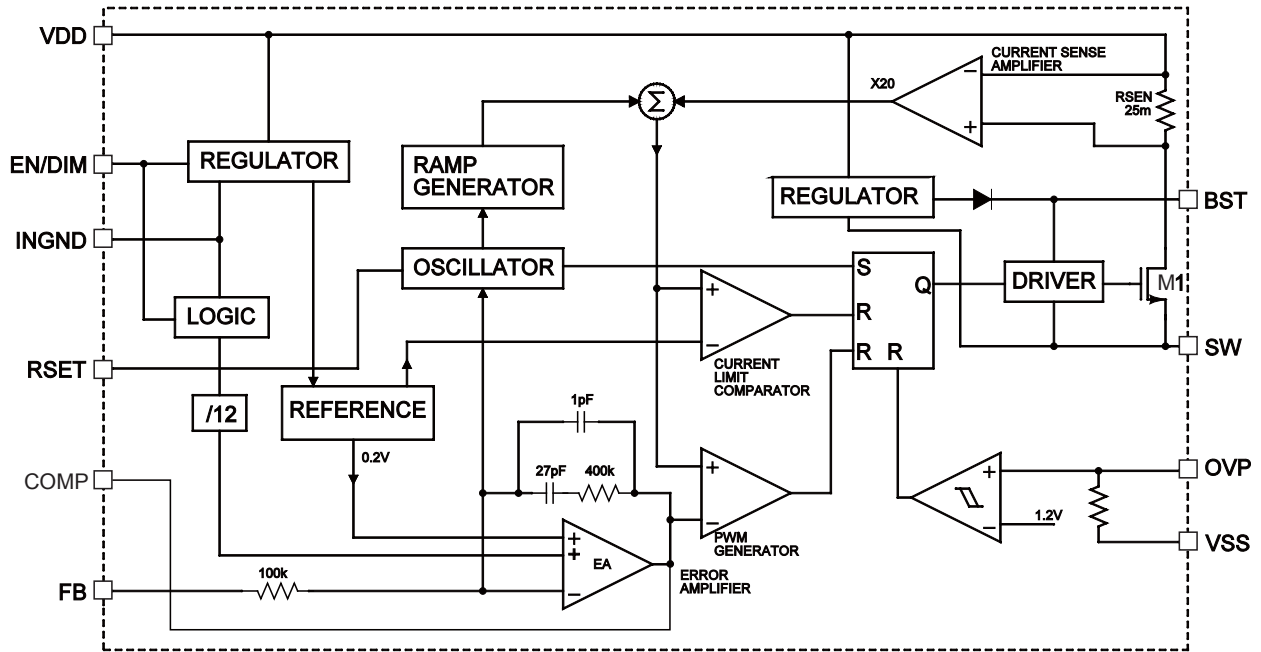 VDD
CURRENT SENSE
AMPLIFIER
X20
−
+
RSEN
25m
Σ
EN/DIM
REGULATOR
RAMP
GENERATOR
REGULATOR
BST
INGND
OSCILLATOR
S
Q
R
R R
DRIVER
M1
LOGIC
+
−
CURRENT
LIMIT
COMPARATOR
SW
RSET
REFERENCE
/12
1pF
0.2V
27pF
400k
COMP
+
−
PWM
GENERATOR
+
−
1.2V
OVP
VSS
+
+
−
EA
ERROR
AMPLIFIER
FB
100k